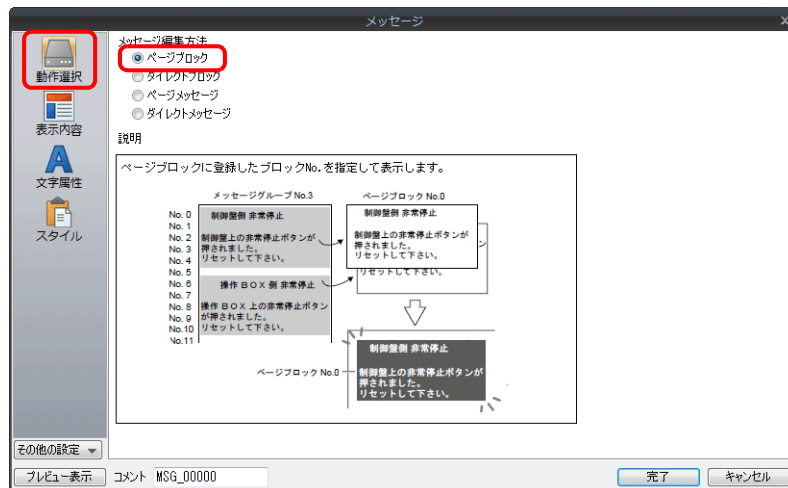 メッセージ
x
動作選択
表示内容
文字属性
スタイル
その他の設定
プレビュー表示
メッセージ編集方法
ページブロック
ダイレクトブロック
ページメッセージ
ダイレクトメッセージ
説明
ページブロックに登録したブロックNo.を指定して表示します。
メッセージグループ No.3
No. 0
No. 1
No. 2
No. 3
No. 4
No. 5
No. 6
No. 7
No. 8
No. 9
No.10
No.11
制御盤側 非常停止
制御盤上の非常停止ボタンが
押されました。
リセットして下さい。
操作ＢＯＸ 側 非常停止
操作ＢＯＸ 上の非常停止ボタン
が押されました。
リセットして下さい。
ページブロック No.0
制御盤側 非常停止
制御盤上の非常停止ボタンが
押されました。
リセットして下さい。
ン
リセットして下さい。
ページブロック No.0
制御盤側 非常停止
制御盤上の非常停止ボタンが
押されました。
リセットして下さい。
コメント MSG_00000
完了
キャンセル